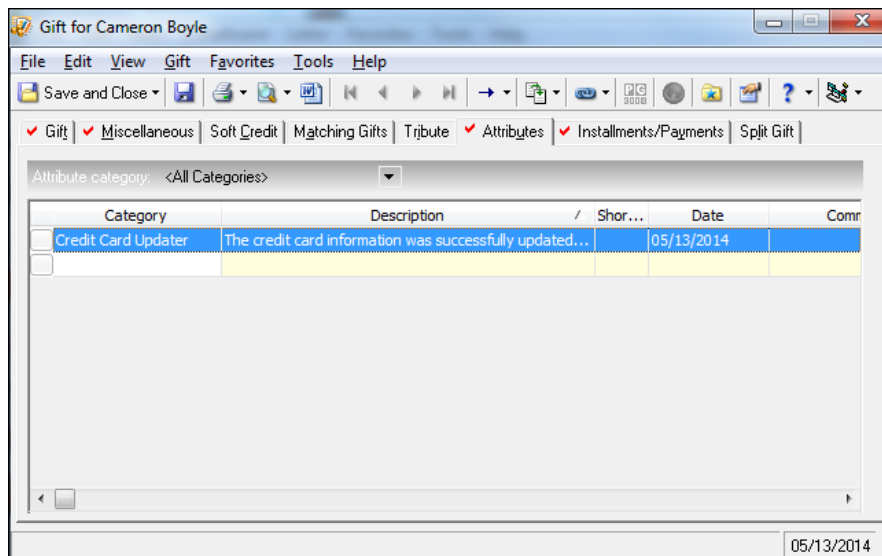 Gift for Cameron Boyle
File Edit View Gift Favorites Tools Help
Save and Close
Gift Miscellaneous Soft Credit Matching Gifts Tribute Attributes Installments/Payments Split Gift
Attribute category: <All Categories>
Category Description / Shor... Date Comm
Credit Card Updater The credit card information was successfully updated... 05/13/2014
05/13/2014